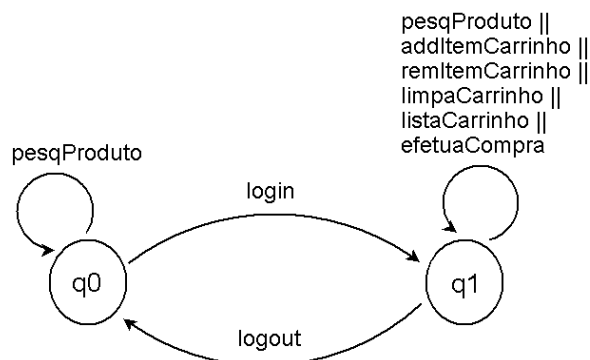 pesqProduto ||
addItemCarrinho ||
remItemCarrinho ||
limpaCarrinho ||
listaCarrinho ||
efetuaCompra
pesqProduto
login
q0
q1
logout